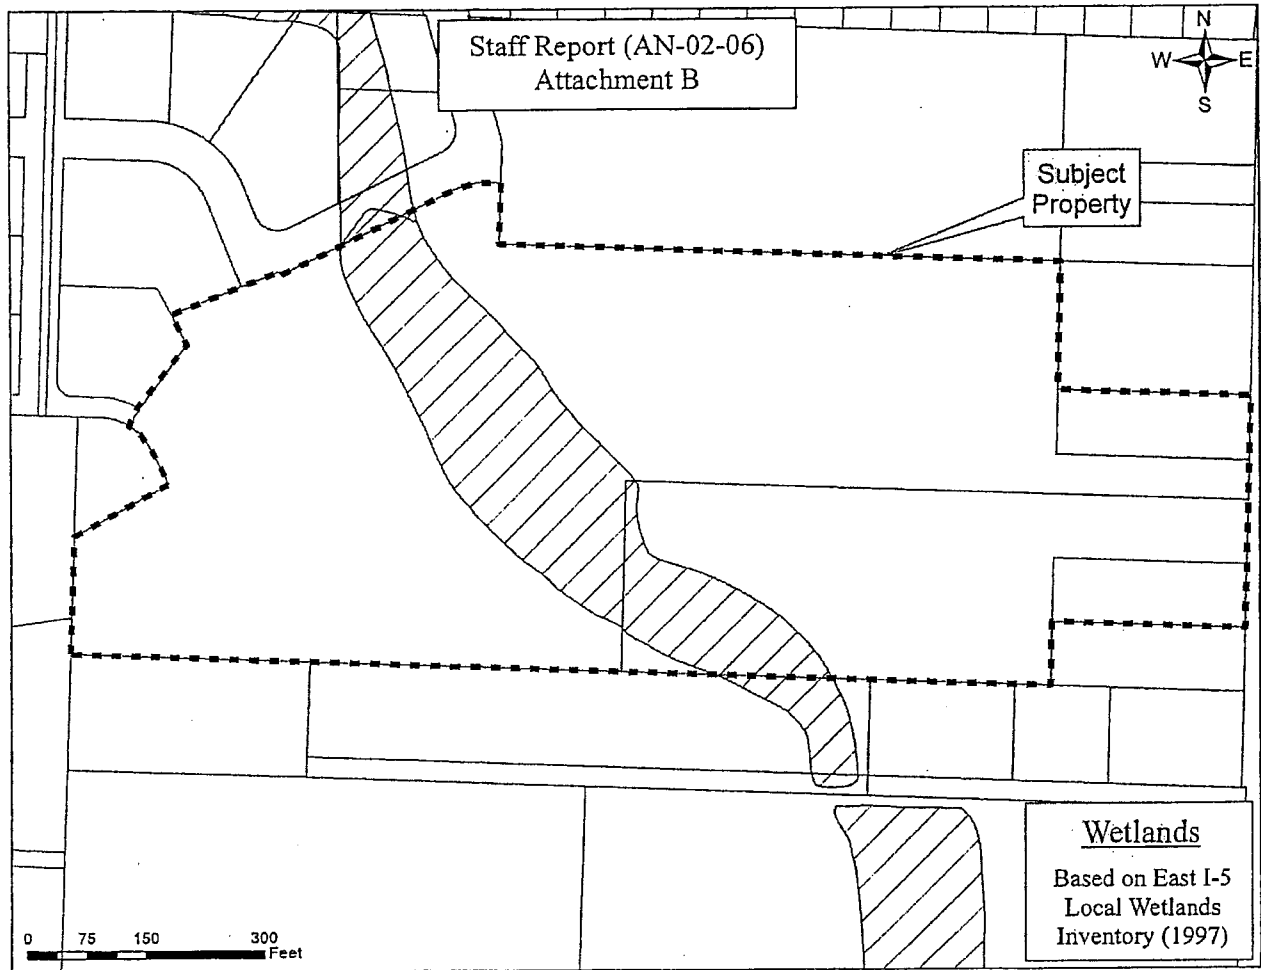 Staff Report (AN-02-06)
Attachment B
N
W E
S
Subject
Property
Wetlands
Based on East I-5
Local Wetlands
Inventory (1997)
0 75 150 300
Feet